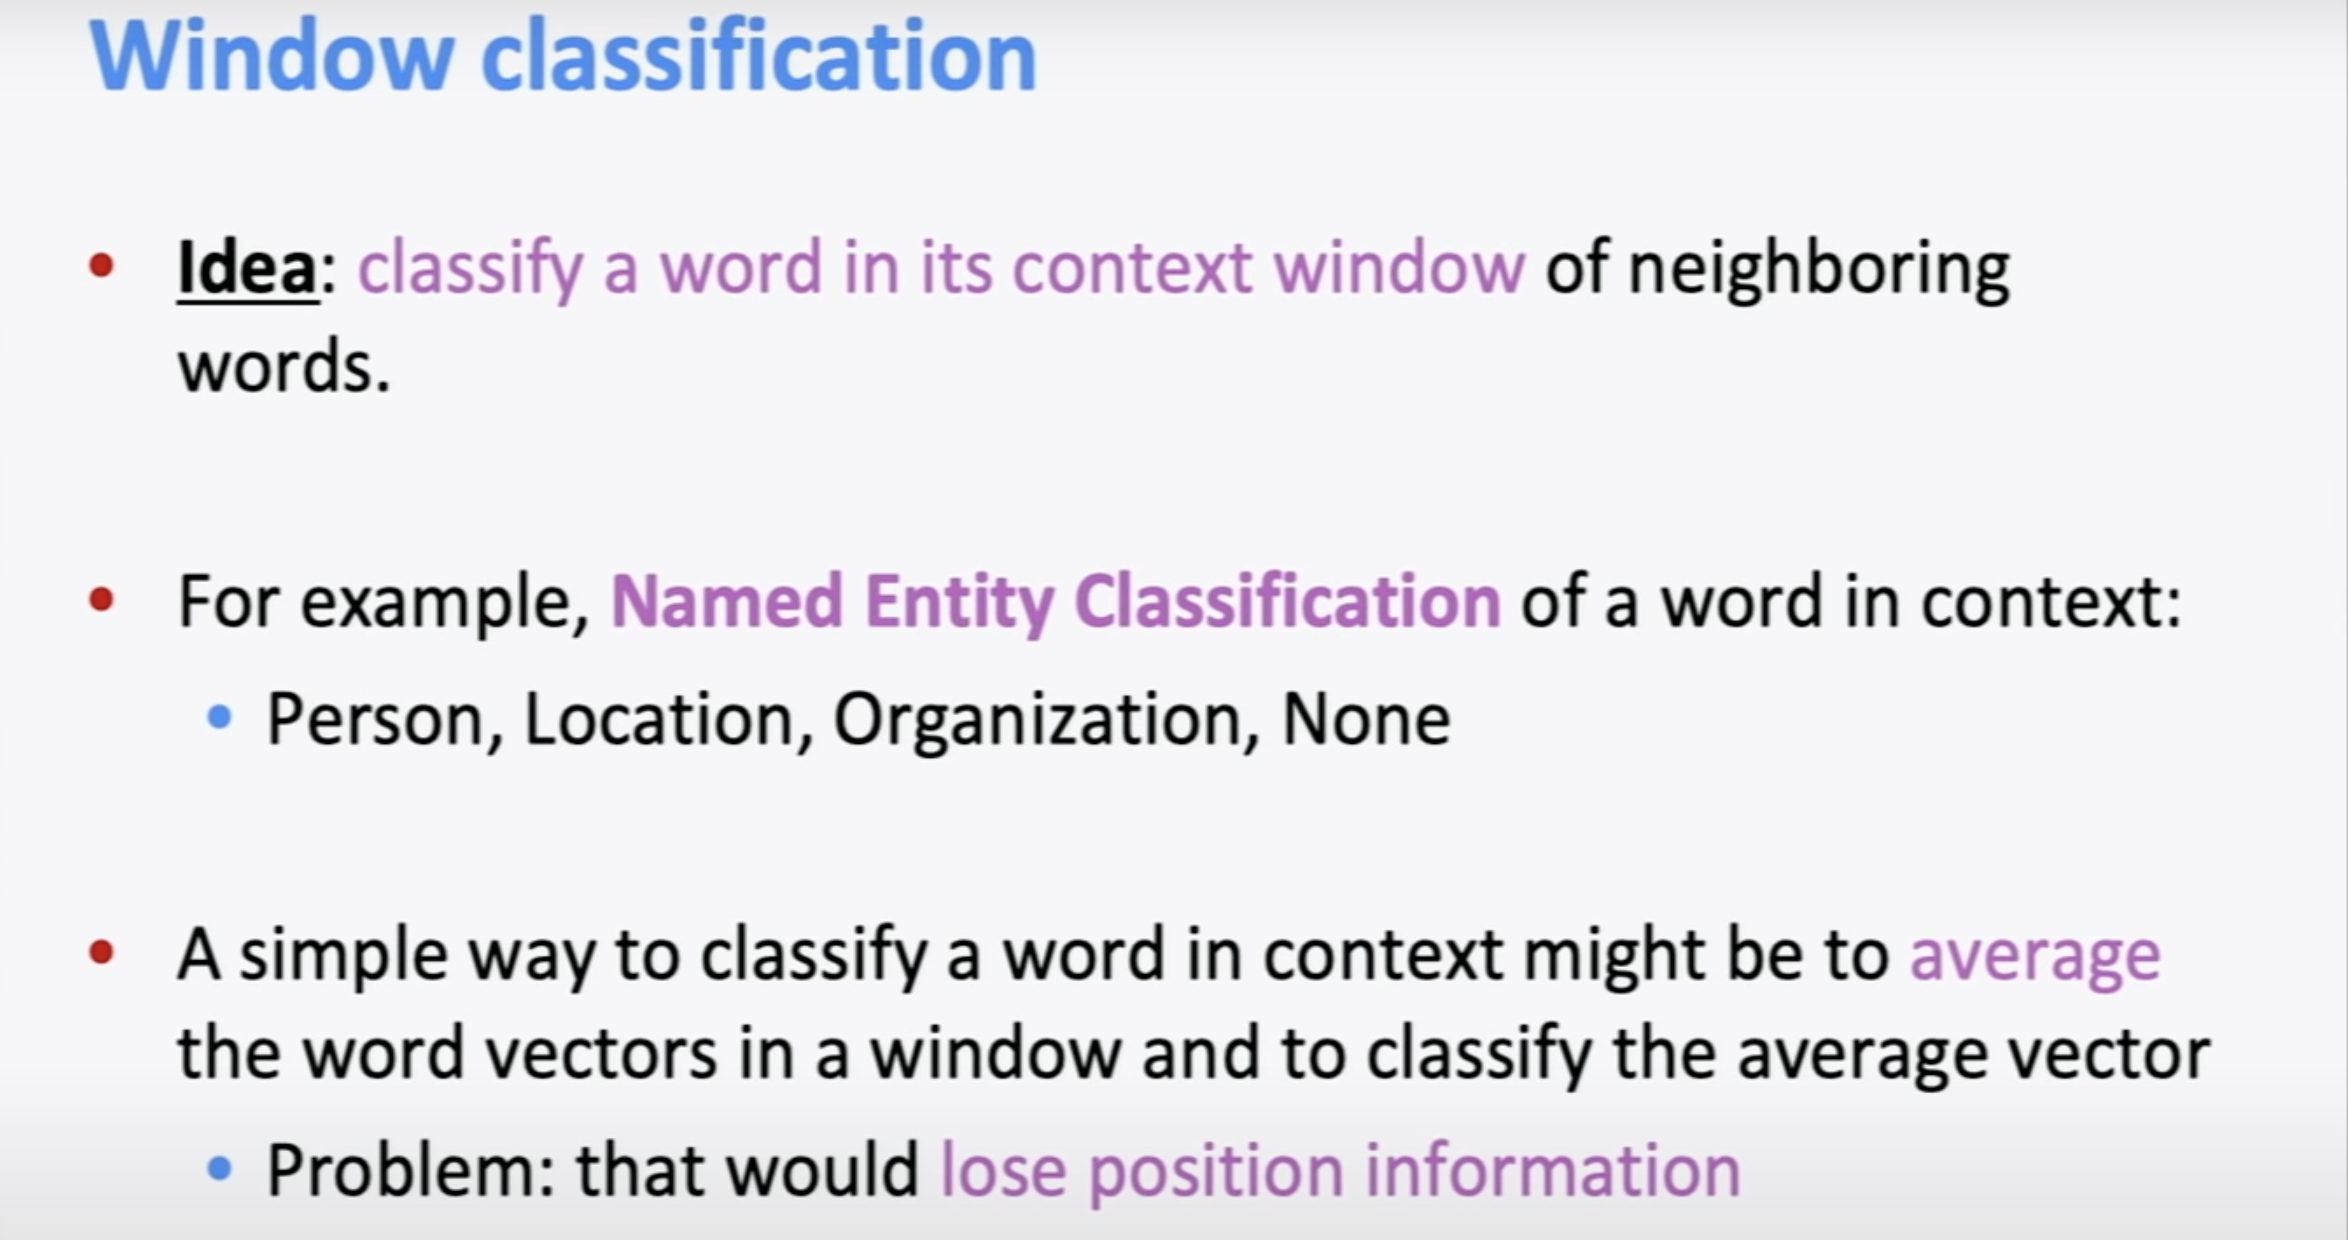 Window classification
• Idea: classify a word in its context window of neighboring
words.
• For example, Named Entity Classification of a word in context:
• Person, Location, Organization, None
• A simple way to classify a word in context might be to average
the word vectors in a window and to classify the average vector
• Problem: that would lose position information